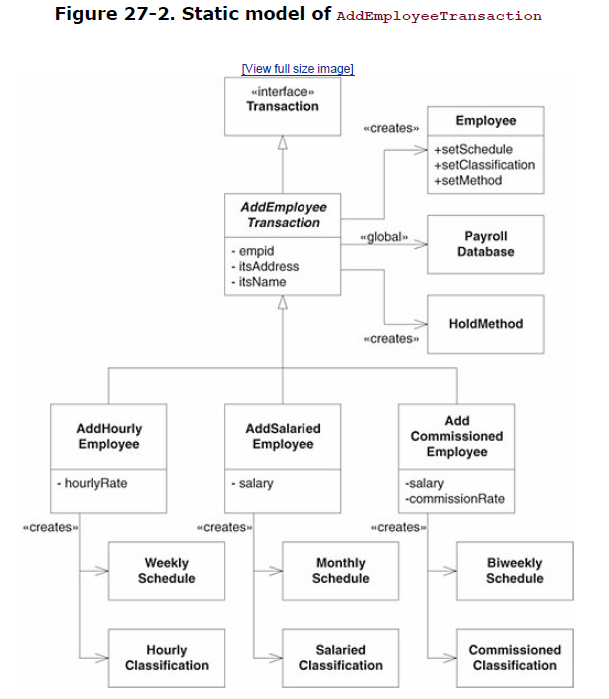 Figure 27-2. Static model of AddEmployeeTransaction
[View full size image]
«interface»
Transaction
«creates»
Employee
+setSchedule
+setClassification
+setMethod
AddEmployee
Transaction
- empid
- itsAddress
- itsName
«global»
Payroll
Database
HoldMethod
«creates»
AddHourly
Employee
- hourlyRate
AddSalaried
Employee
- salary
Add
Commissioned
Employee
-salary
-commissionRate
«creates»
«creates»
«creates»
Weekly
Schedule
Monthly
Schedule
Biweekly
Schedule
Hourly
Classification
Salaried
Classification
Commissioned
Classification